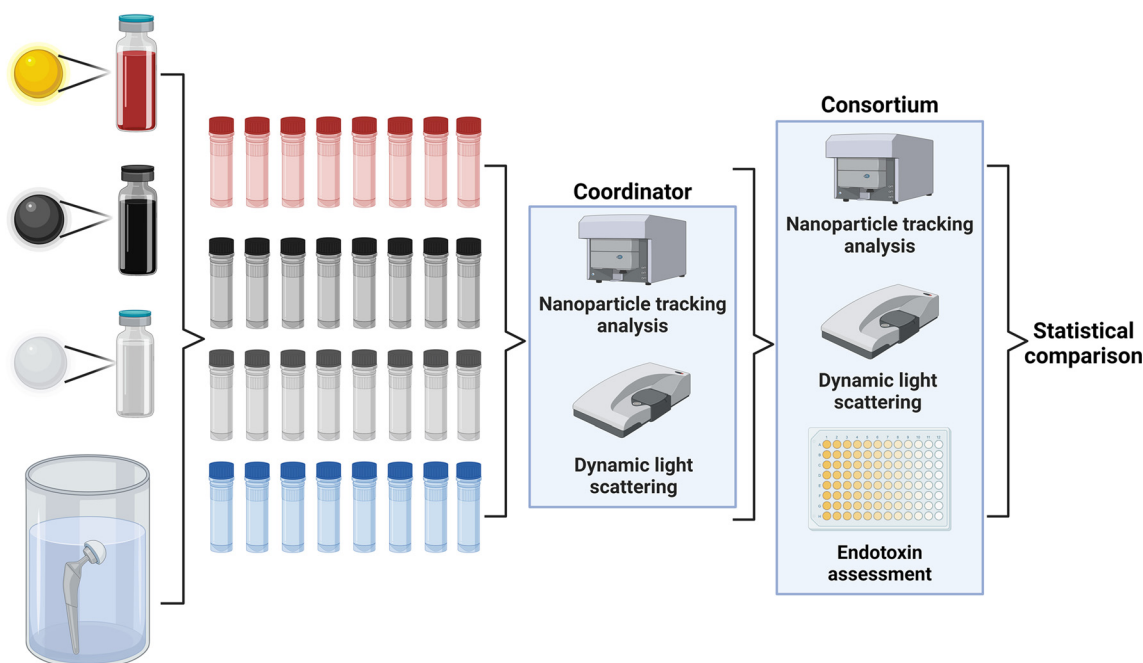 Consortium
Coordinator
Nanoparticle tracking
analysis
Dynamic light
scattering
Nanoparticle tracking
analysis
Dynamic light
scattering
Endotoxin
assessment
Statistical
comparison